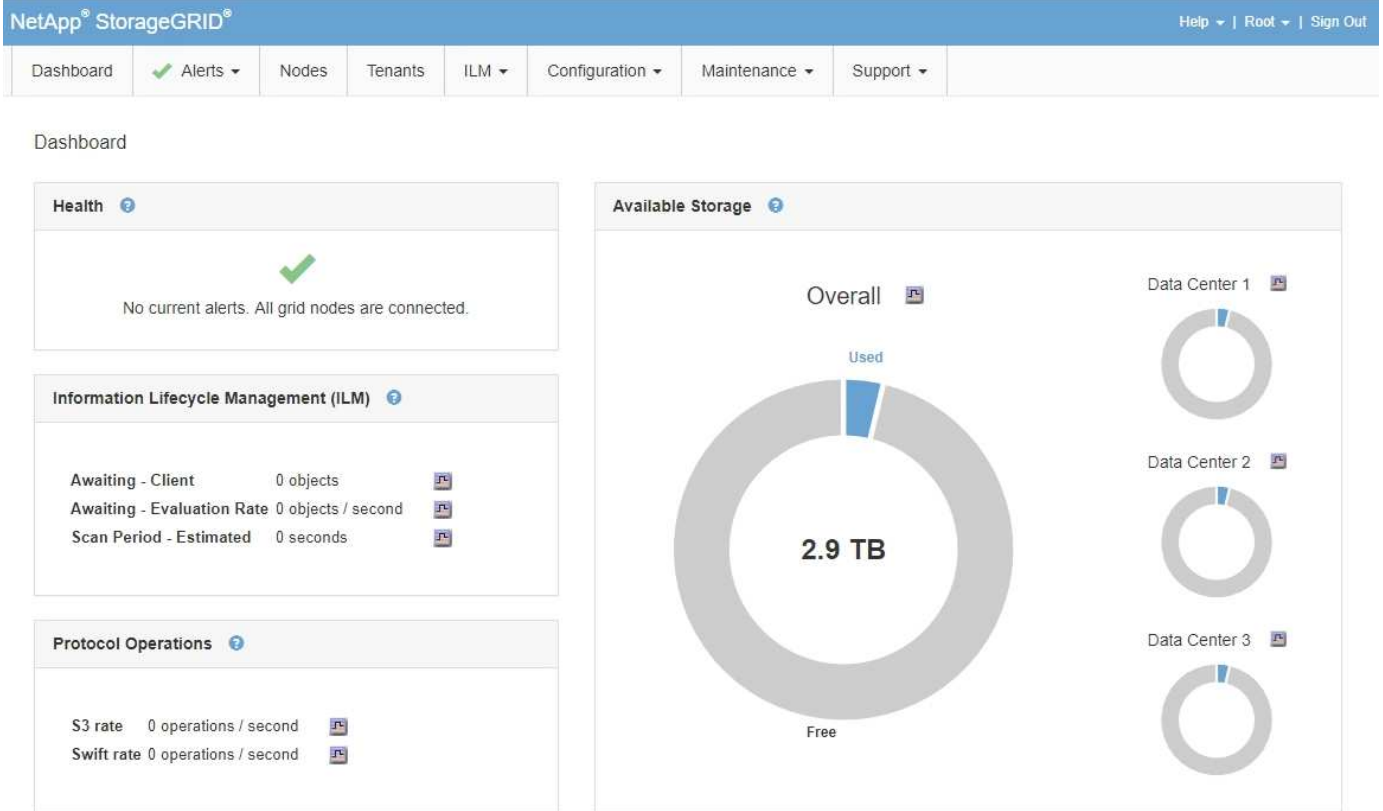 NetApp® StorageGRID®
Help | Root | Sign Out
Dashboard Alerts Nodes Tenants ILM Configuration Maintenance Support
Dashboard
Health
No current alerts. All grid nodes are connected.
Information Lifecycle Management (ILM)
Awaiting - Client 0 objects
Awaiting - Evaluation Rate 0 objects / second
Scan Period - Estimated 0 seconds
Protocol Operations
S3 rate 0 operations / second
Swift rate 0 operations / second
Available Storage
Overall
Used
2.9 TB
Free
Data Center 1
Data Center 2
Data Center 3